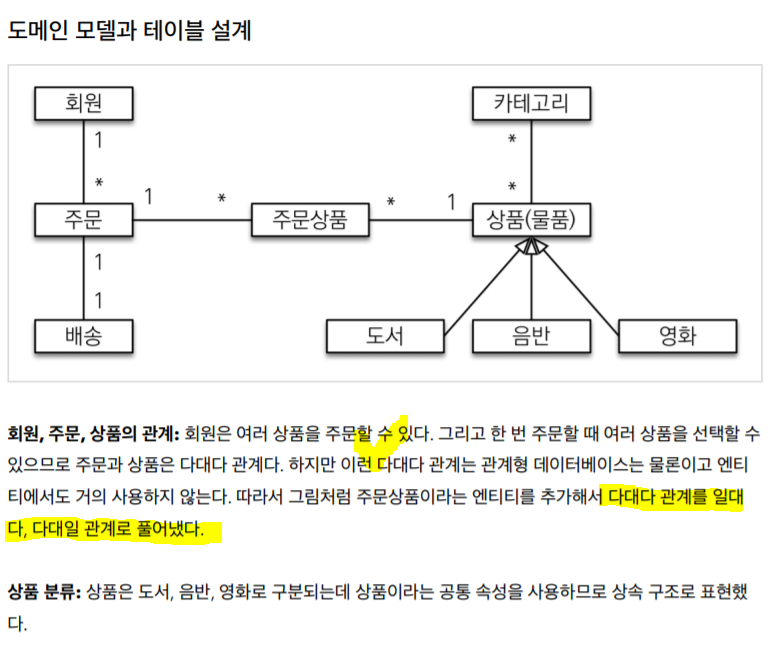 도메인 모델과 테이블 설계
회원
카테고리
1
*
*
*
1
*
*
1
주문
주문상품
상품(물품)
1
1
배송
도서
음반
영화
회원, 주문, 상품의 관계: 회원은 여러 상품을 주문할 수 있다. 그리고 한 번 주문할 때 여러 상품을 선택할 수
있으므로 주문과 상품은 다대다 관계다. 하지만 이런 다대다 관계는 관계형 데이터베이스는 물론이고 엔티
티에서도 거의 사용하지 않는다. 따라서 그림처럼 주문상품이라는 엔티티를 추가해서 다대다 관계를 일대
다, 다대일 관계로 풀어냈다.
상품 분류: 상품은 도서, 음반, 영화로 구분되는데 상품이라는 공통 속성을 사용하므로 상속 구조로 표현했
다.